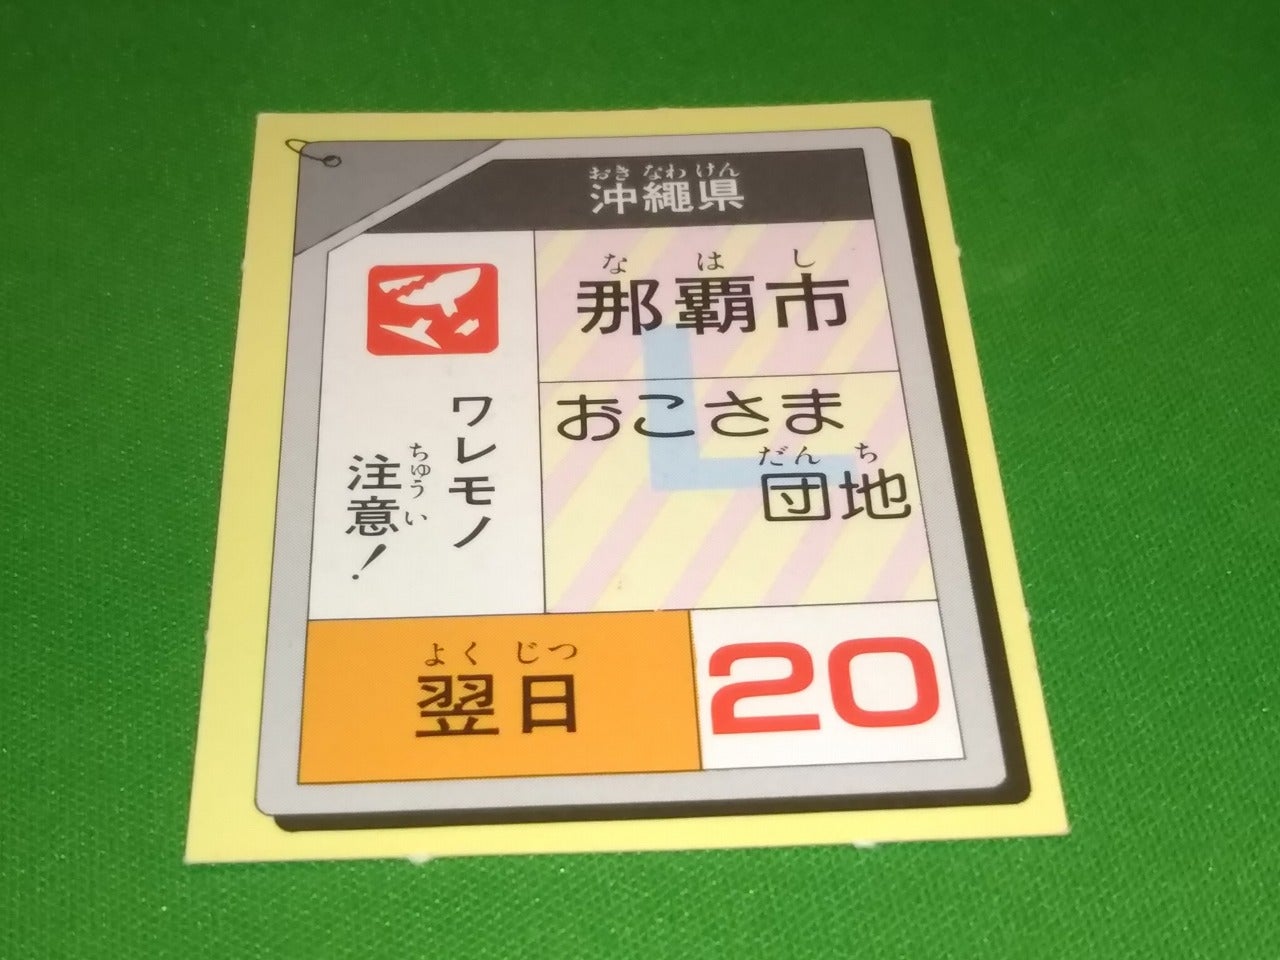 おきなわけん
沖縄県
なはし
那覇市
おこさま
だんち
団地
ワレモノ
ちゅうい
注意！
よくじつ
翌日
20